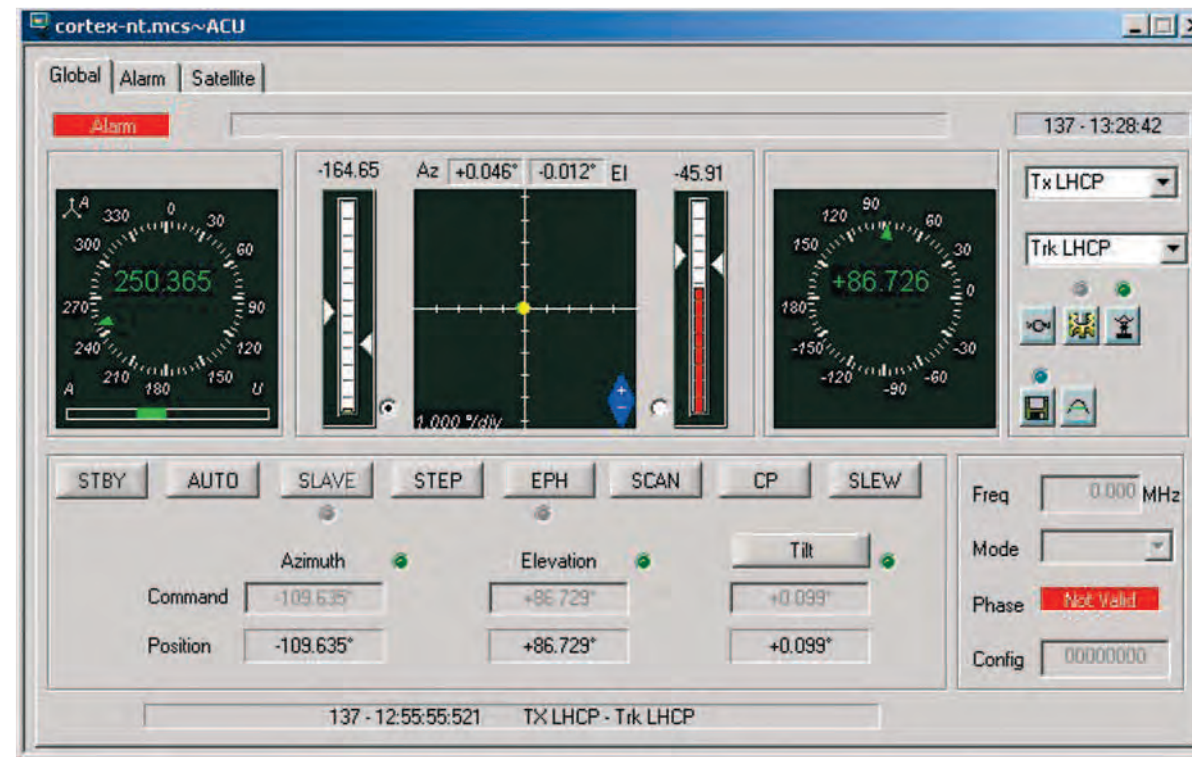 cortex-nt.mcs~ACU
Global Alarm Satellite
Alarm 137 - 13:28:42
-164.65 Az +0.046° -0.012° El -45.91
Tx LHCP
Trk LHCP
A 330 0 30
300 60
250.365
270 90
240 120
210 180 150
A U
1.000 °/div
+
-
120 90 60
150 30
+86.726
180 0
-150 -30
-120 -90 -60
STBY AUTO SLAVE STEP EPH SCAN CP SLEW
Azimuth Elevation Tilt
Command -109.635° +86.729° +0.099°
Position -109.635° +86.729° +0.099°
Freq 0.000 MHz
Mode
Phase Not Valid
Config 00000000
137 - 12:55:55:521 TX LHCP - Trk LHCP